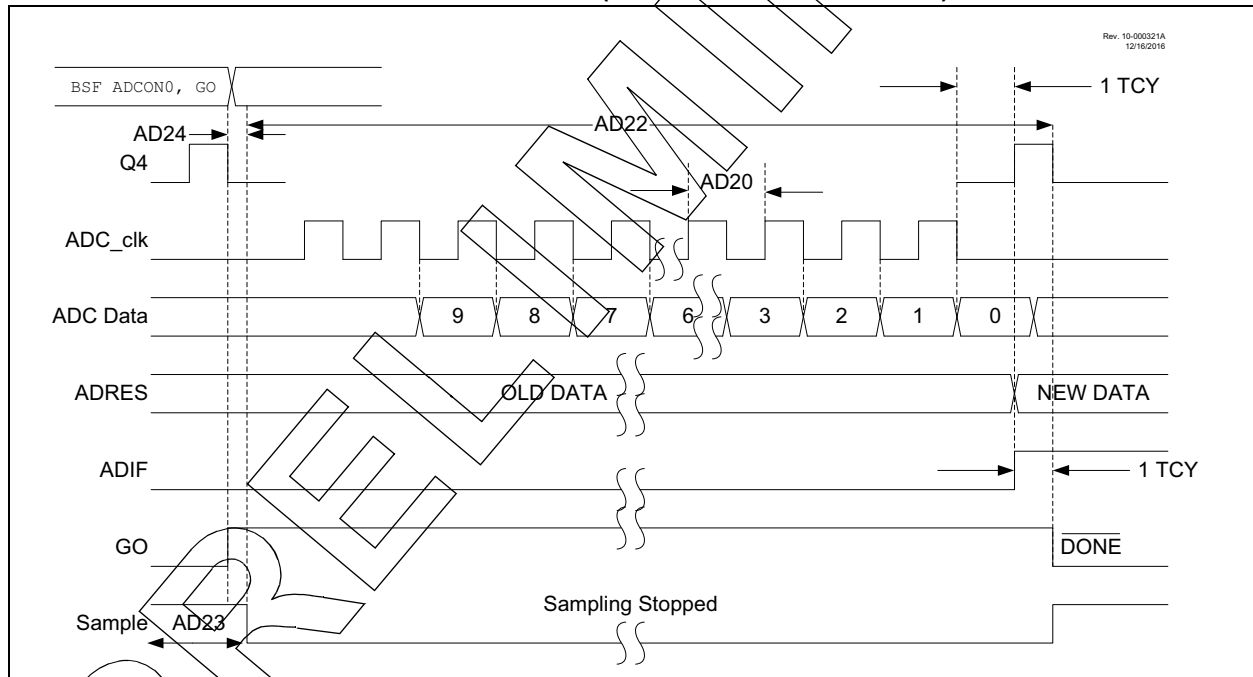 Rev. 10-000321A
12/16/2016
BSF ADCON0, GO
1 TCY
AD24
AD22
Q4
AD20
ADC_clk
ADC Data
9 8 7 6 3 2 1 0
ADRES
OLD DATA
NEW DATA
ADIF
1 TCY
GO
DONE
Sample
AD23
Sampling Stopped